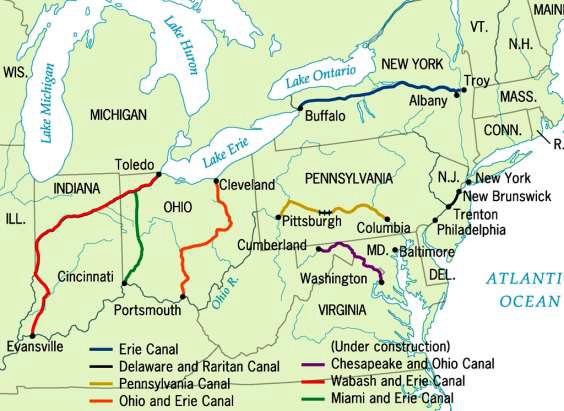 MAIN
VT.
N.H.
WIS.
Lake Michigan
Lake Huron
Lake Ontario
NEW YORK
Troy
Albany
MASS.
MICHIGAN
Buffalo
CONN.
R.
Lake Erie
Toledo
Cleveland
PENNSYLVANIA
N.J.
New York
New Brunswick
INDIANA
OHIO
Trenton
ILL.
Pittsburgh
Columbia
Philadelphia
Cumberland
MD.
Baltimore
Cincinnati
Washington
DEL.
ATLANTI
OCEAN
Portsmouth
Ohio R.
VIRGINIA
Evansville
Erie Canal
Delaware and Raritan Canal
Pennsylvania Canal
Ohio and Erie Canal
(Under construction)
Chesapeake and Ohio Canal
Wabash and Erie Canal
Miami and Erie Canal